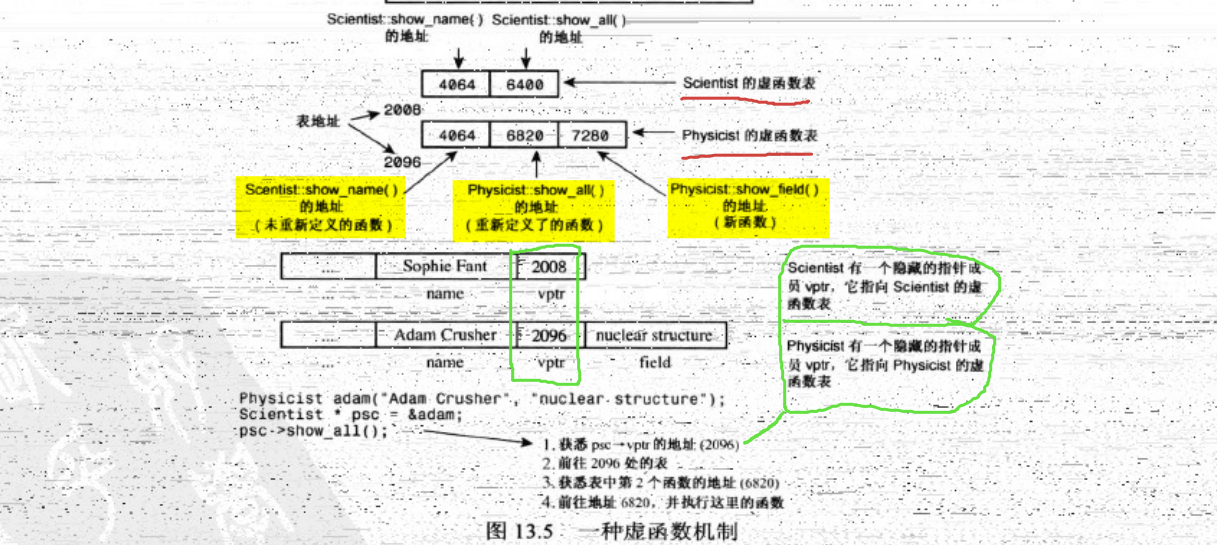 Scientist::show_name( ) Scientist::show_all( )
的地址 的地址
4064 6400
Scientist 的虚函数表
表地址
2008
4064 6820 7280
Physicist 的虚函数表
2096
Scentist::show_name( ) Physicist::show_all( ) Physicist::show_field( )
的地址 的地址 的地址
(未重新定义的函数) (重新定义了的函数) (新函数)
... Sophie Fant 2008
... name vptr
Scientist 有一个隐藏的指针成
员 vptr，它指向 Scientist 的虚
函数表
... Adam Crusher 2096 nuclear structure
... name vptr field
Physicist 有一个隐藏的指针成
员 vptr，它指向 Physicist 的虚
函数表
Physicist adam("Adam Crusher", "nuclear structure");
Scientist * psc = &adam;
psc->show_all();
1. 获悉 psc→vptr 的地址 (2096)
2. 前往 2096 处的表
3. 获悉表中第 2 个函数的地址 (6820)
4. 前往地址 6820，并执行这里的函数
图 13.5 一种虚函数机制